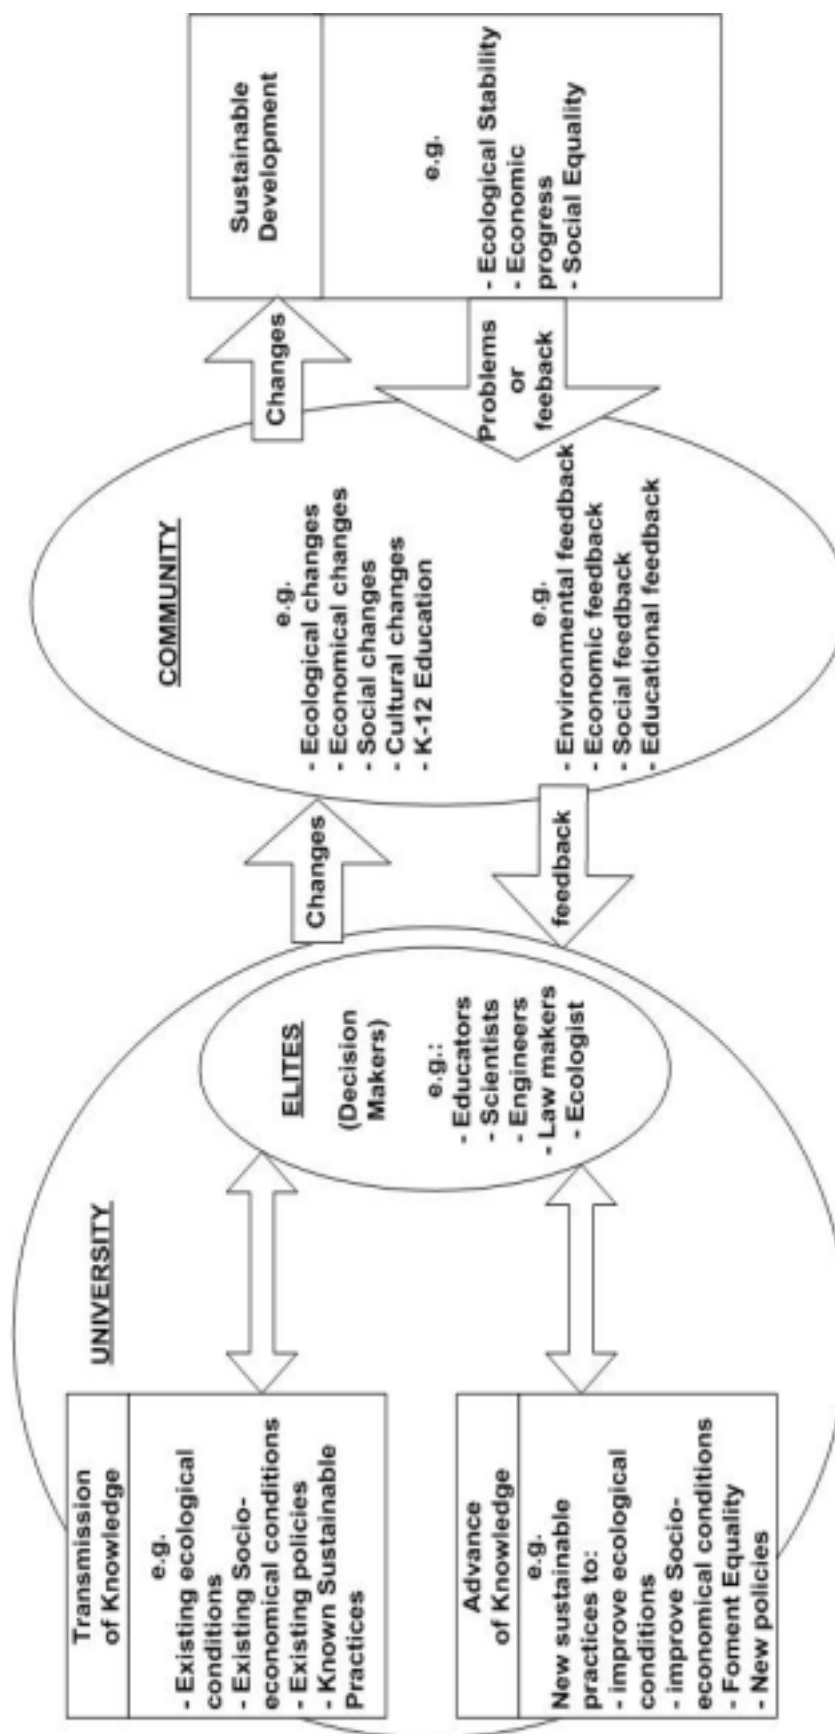 UNIVERSITY
Transmission
of Knowledge
e.g.
- Existing ecological
conditions
- Existing Socio-
economical conditions
- Existing policies
- Known Sustainable
Practices
Advance
of Knowledge
e.g.
New sustainable
practices to:
- improve ecological
conditions
- improve Socio-
economical conditions
- Foment Equality
- New policies
ELITES
(Decision
Makers)
e.g.:
- Educators
- Scientists
- Engineers
- Law makers
- Ecologist
Changes
feedback
COMMUNITY
e.g.
- Ecological changes
- Economical changes
- Social changes
- Cultural changes
- K-12 Education
e.g.
- Environmental feedback
- Economic feedback
- Social feedback
- Educational feedback
Changes
Problems
or
feeback
Sustainable
Development
e.g.
- Ecological Stability
- Economic
progress
- Social Equality